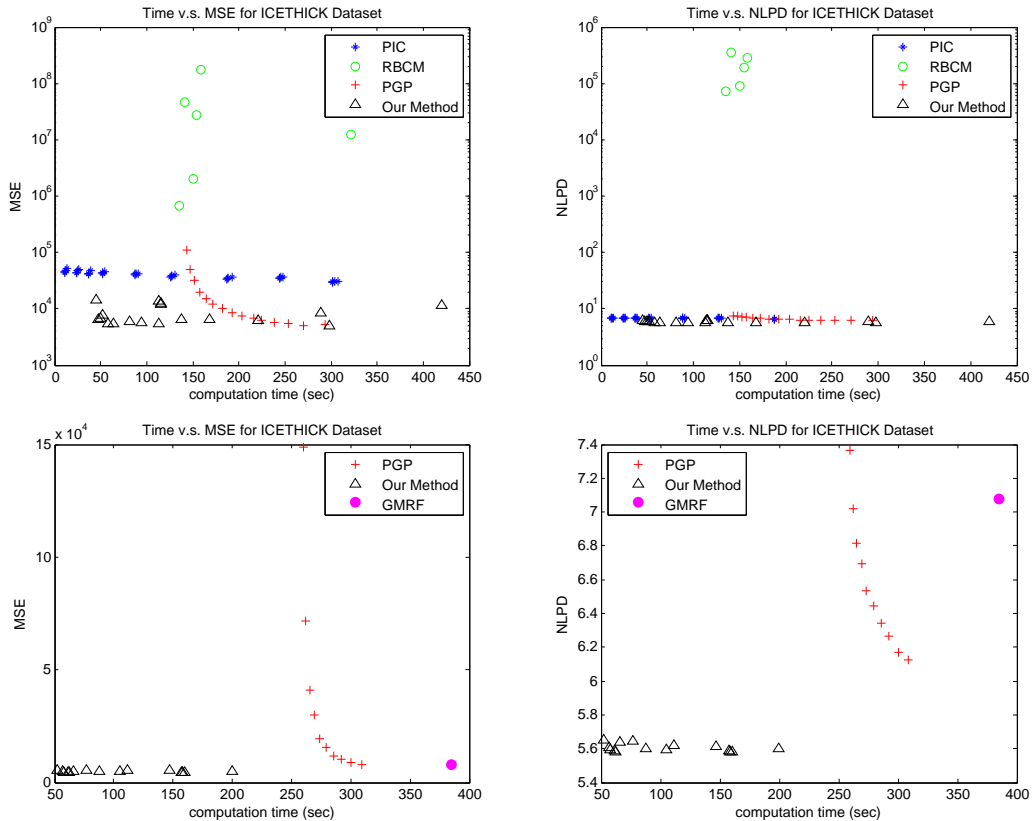 Time v.s. MSE for ICETHICK Dataset
10^9
10^8
10^7
10^6
10^5
10^4
10^3
MSE
0 50 100 150 200 250 300 350 400 450
computation time (sec)
PIC
RBCM
PGP
Our Method
Time v.s. NLPD for ICETHICK Dataset
10^6
10^5
10^4
10^3
10^2
10^1
10^0
NLPD
0 50 100 150 200 250 300 350 400 450
computation time (sec)
PIC
RBCM
PGP
Our Method
Time v.s. MSE for ICETHICK Dataset
x 10^4
15
10
5
0
MSE
50 100 150 200 250 300 350 400
computation time (sec)
PGP
Our Method
GMRF
Time v.s. NLPD for ICETHICK Dataset
7.4
7.2
7
6.8
6.6
6.4
6.2
6
5.8
5.6
5.4
NLPD
50 100 150 200 250 300 350 400
computation time (sec)
PGP
Our Method
GMRF